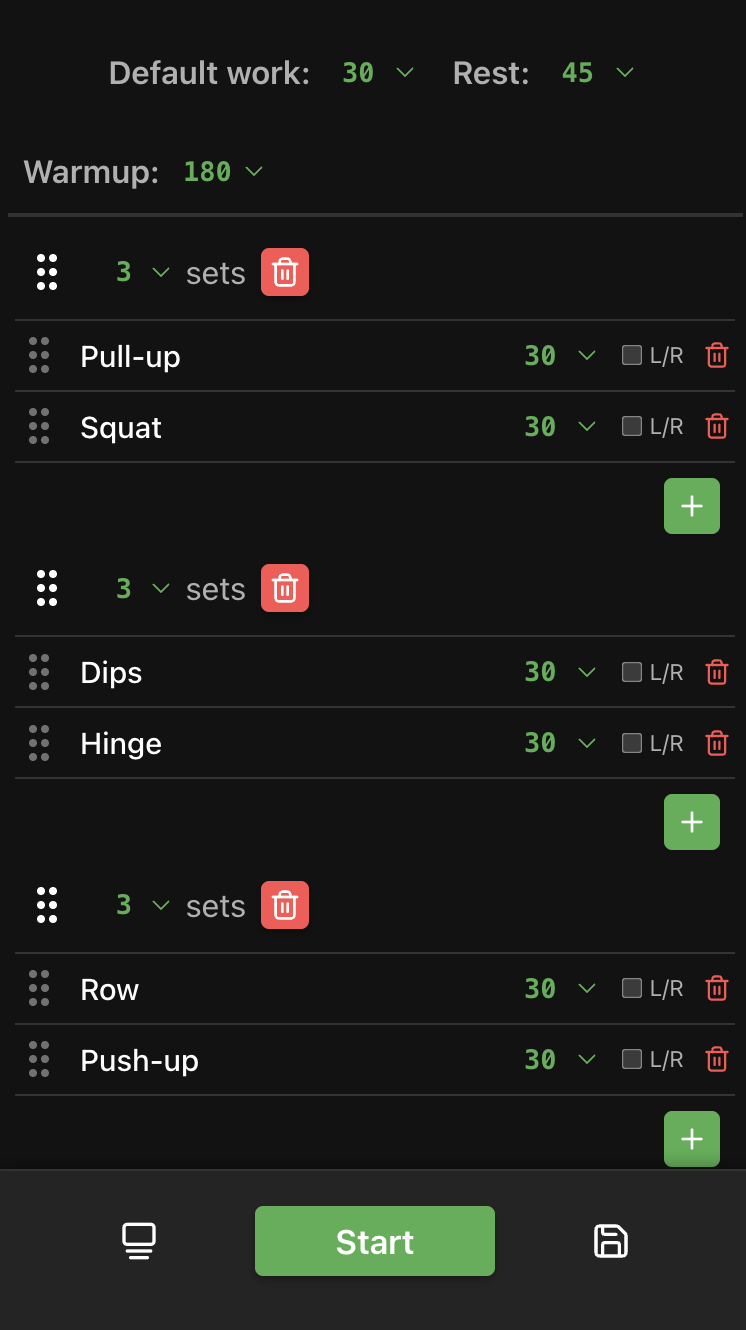 Default work: 30 Rest: 45
Warmup: 180
3 sets
Pull-up 30 L/R
Squat 30 L/R
3 sets
Dips 30 L/R
Hinge 30 L/R
3 sets
Row 30 L/R
Push-up 30 L/R
Start